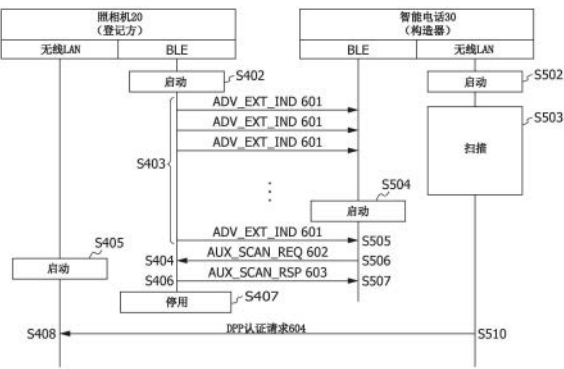 照相机20
（登记方）
智能电话30
（构造器）
无线LAN
BLE
BLE
无线LAN
启动
S402
启动
S502
ADV_EXT_IND 601
ADV_EXT_IND 601
ADV_EXT_IND 601
S403
扫描
S503
S504
启动
ADV_EXT_IND 601
S505
S405
启动
S404
AUX_SCAN_REQ 602
S506
S406
AUX_SCAN_RSP 603
S507
停用
S407
S408
DPP认证请求604
S510